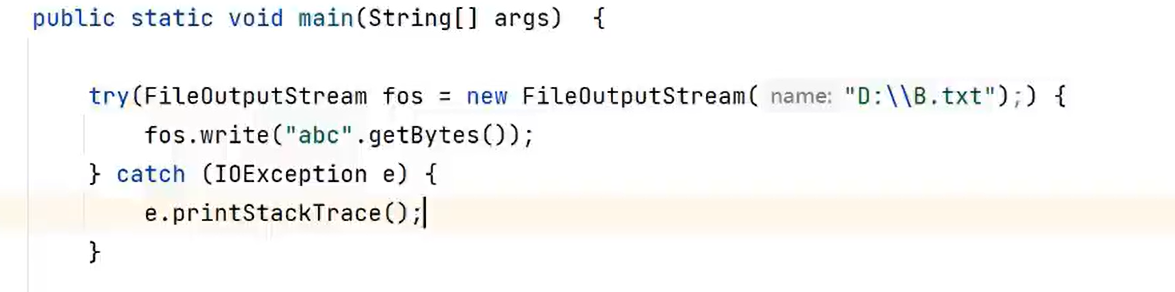 public static void main(String[] args)  {
try(FileOutputStream fos = new FileOutputStream( name: "D:\\B.txt");) {
fos.write("abc".getBytes());
} catch (IOException e) {
e.printStackTrace();
}